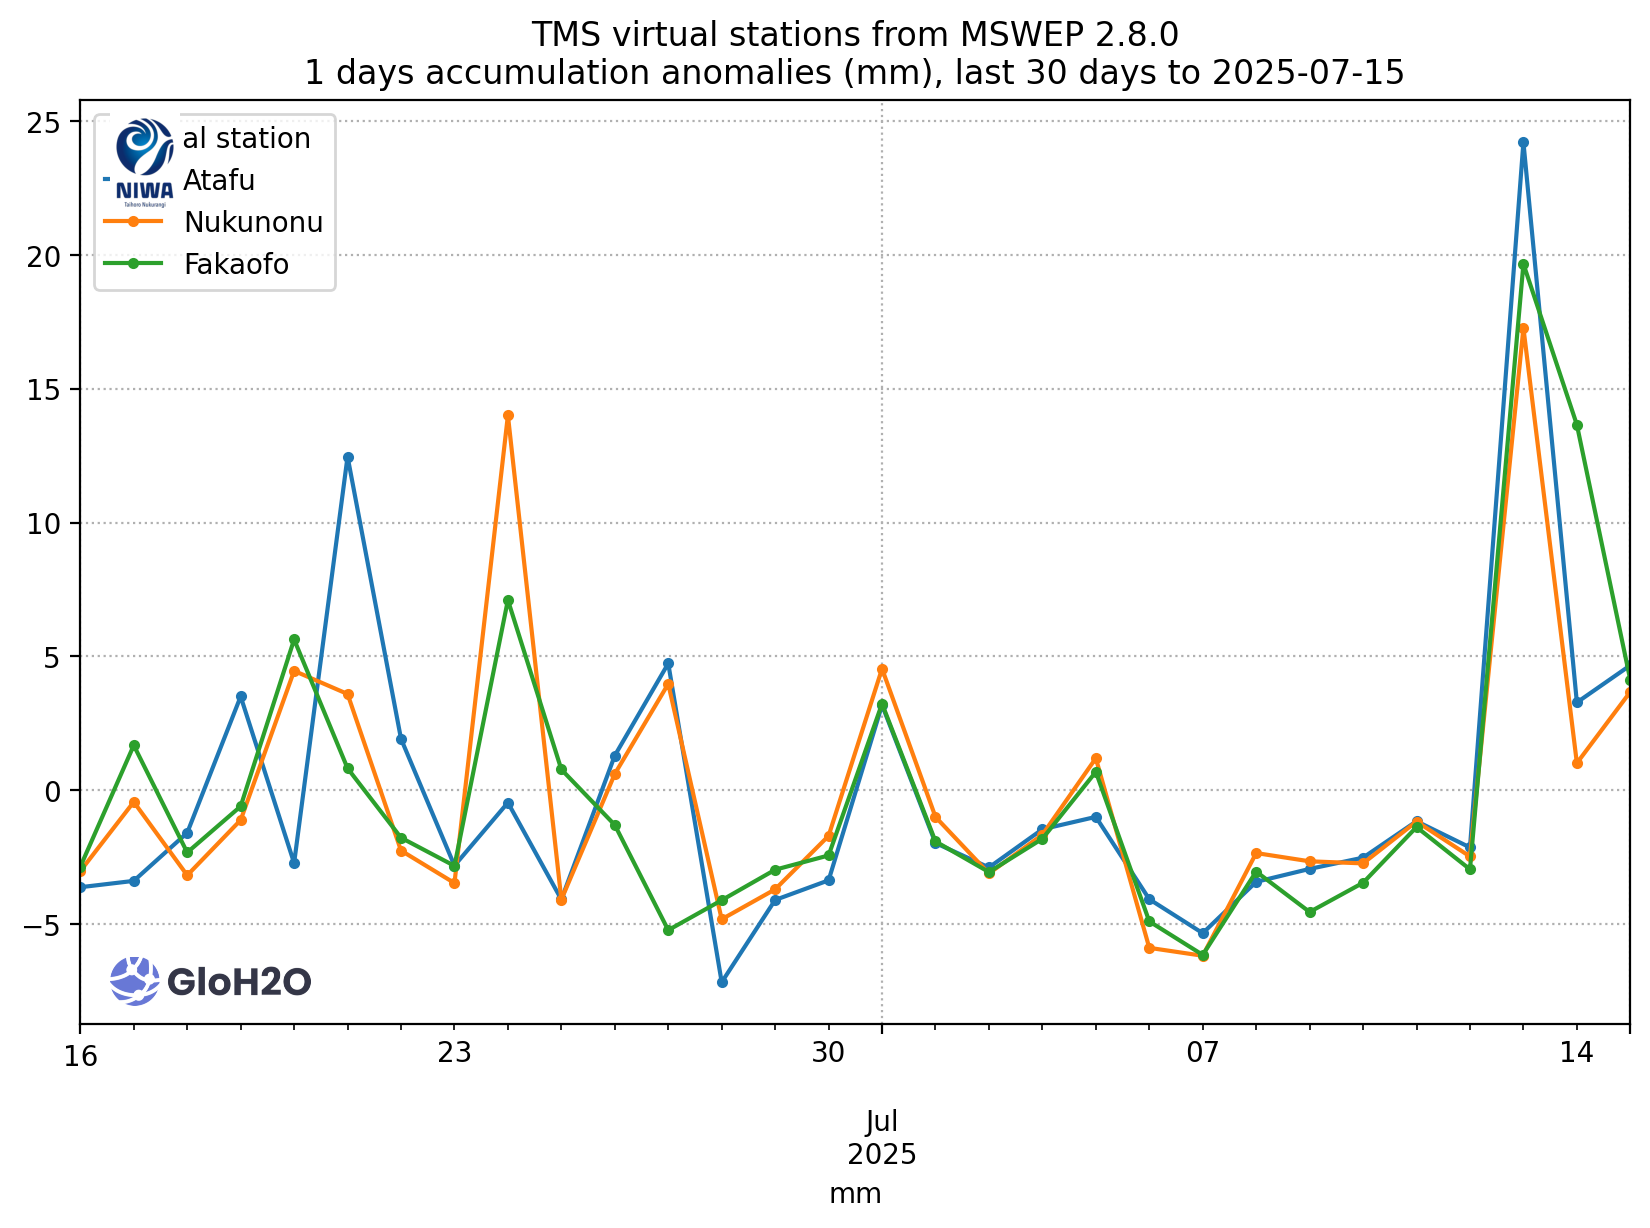 TMS virtual stations from MSWEP 2.8.0
1 days accumulation anomalies (mm), last 30 days to 2025-07-15
25
20
15
10
5
0
−5
al station
Atafu
Nukunonu
Fakaofo
NIWA
Taihoro Nukurangi
GloH2O
16
23
30
07
14
Jul
2025
mm